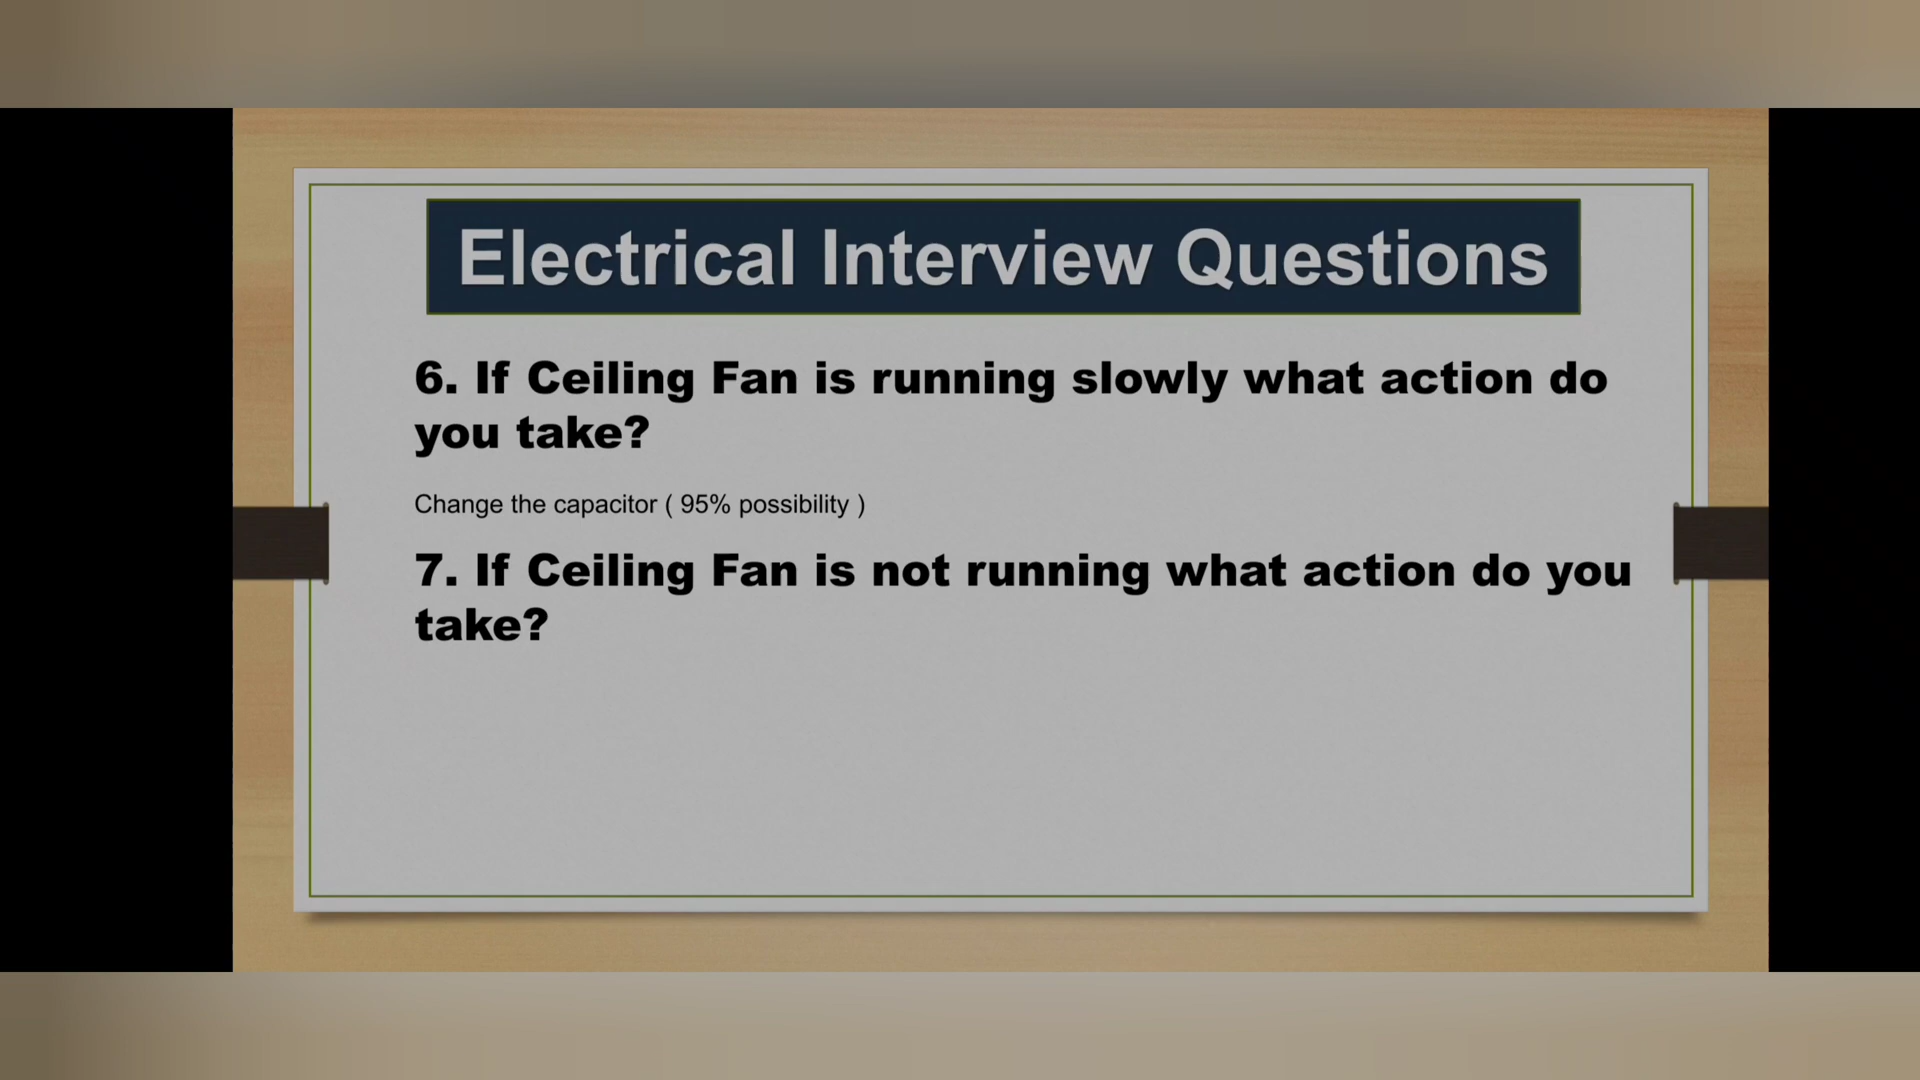 Electrical Interview Questions
6. If Ceiling Fan is running slowly what action do
you take?
Change the capacitor ( 95% possibility )
7. If Ceiling Fan is not running what action do you
take?